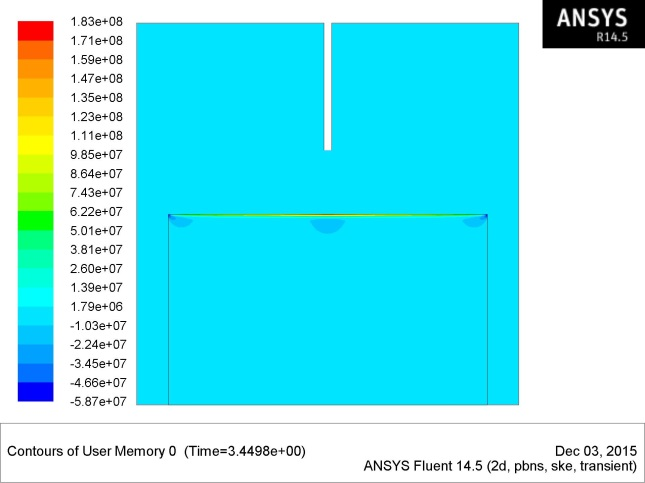 ANSYS
R14.5
1.83e+08
1.71e+08
1.59e+08
1.47e+08
1.35e+08
1.23e+08
1.11e+08
9.85e+07
8.64e+07
7.43e+07
6.22e+07
5.01e+07
3.81e+07
2.60e+07
1.39e+07
1.79e+06
-1.03e+07
-2.24e+07
-3.45e+07
-4.66e+07
-5.87e+07
Contours of User Memory 0 (Time=3.4498e+00)
Dec 03, 2015
ANSYS Fluent 14.5 (2d, pbns, ske, transient)